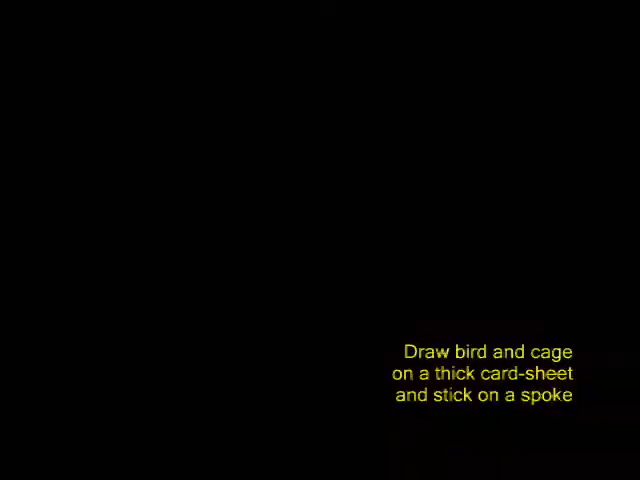 Draw bird and cage
on a thick card-sheet
and stick on a spoke